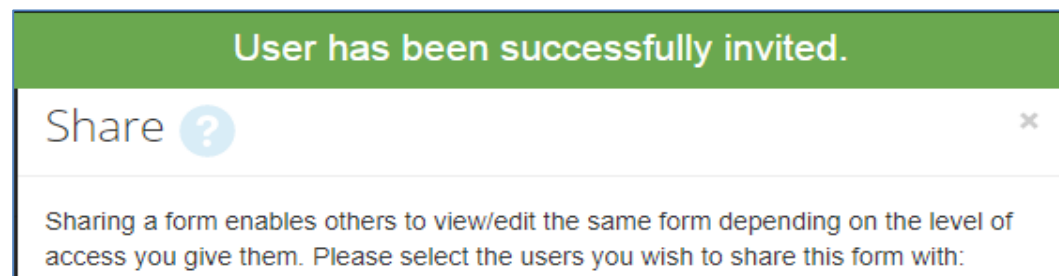 User has been successfully invited.
Share ?
×
Sharing a form enables others to view/edit the same form depending on the level of
access you give them. Please select the users you wish to share this form with: